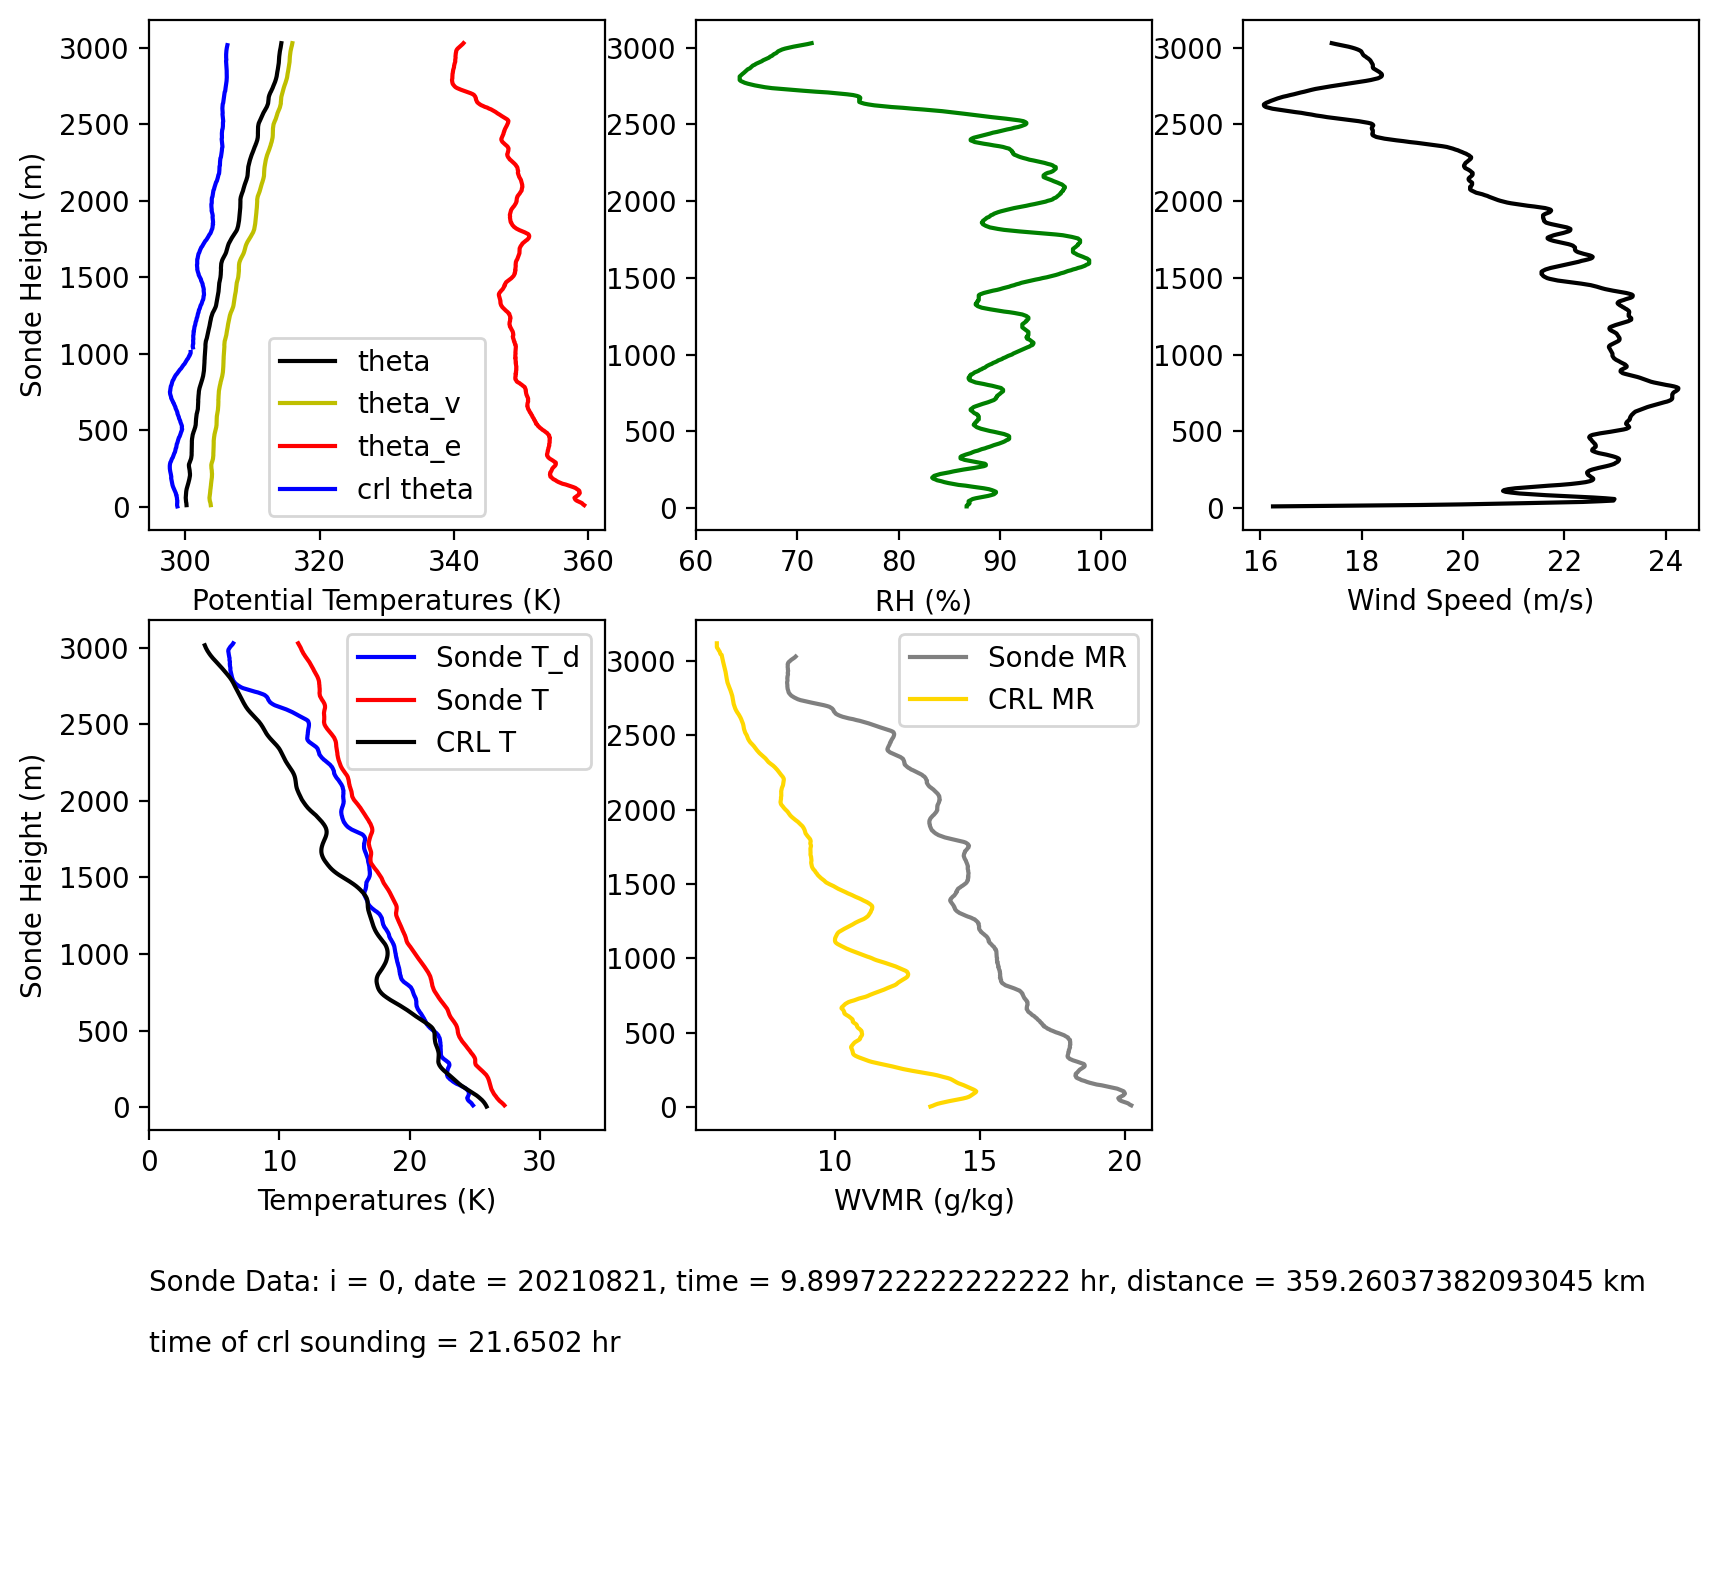 3000
2500
2000
1500
1000
500
0
Sonde Height (m)
theta
theta_v
theta_e
crl theta
300 320 340 360
Potential Temperatures (K)
3000
2500
2000
1500
1000
500
0
60 70 80 90 100
RH (%)
3000
2500
2000
1500
1000
500
0
16 18 20 22 24
Wind Speed (m/s)
3000
2500
2000
1500
1000
500
0
Sonde Height (m)
Sonde T_d
Sonde T
CRL T
0 10 20 30
Temperatures (K)
3000
2500
2000
1500
1000
500
0
Sonde MR
CRL MR
10 15 20
WVMR (g/kg)
Sonde Data: i = 0, date = 20210821, time = 9.899722222222222 hr, distance = 359.26037382093045 km
time of crl sounding = 21.6502 hr